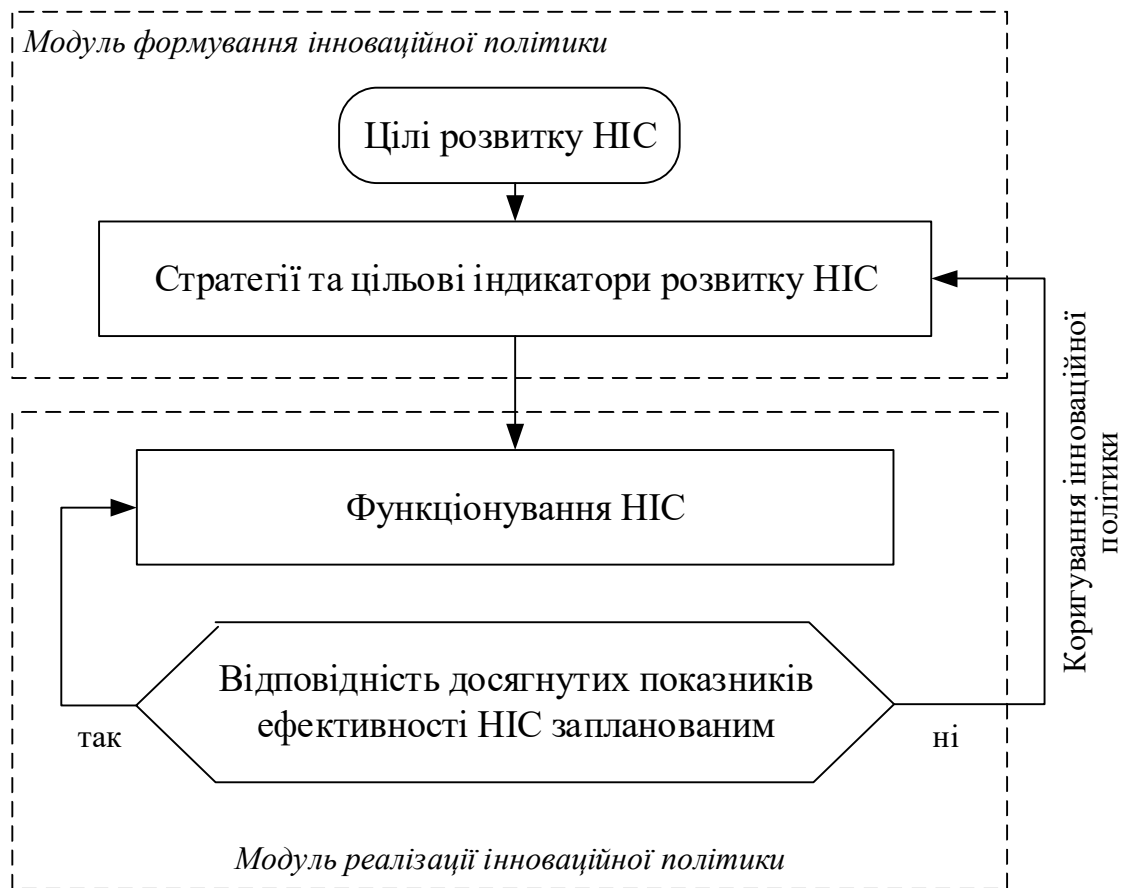 Модуль формування інноваційної політики
Цілі розвитку НІС
Стратегії та цільові індикатори розвитку НІС
Коригування інноваційної
політики
Функціонування НІС
Відповідність досягнутих показників
ефективності НІС запланованим
так
ні
Модуль реалізації інноваційної політики